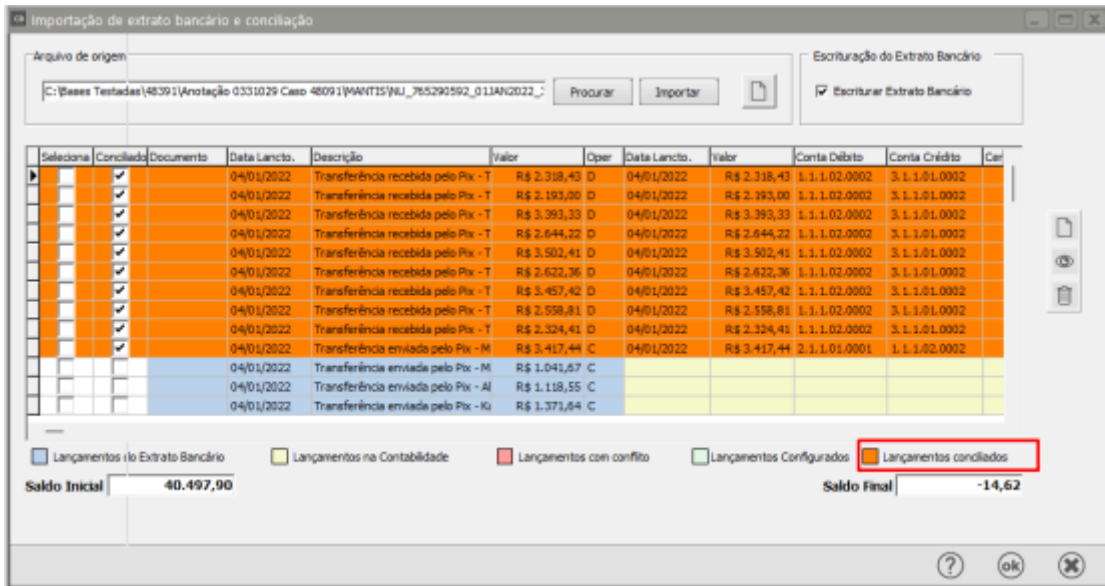 Importação de extrato bancário e conciliação
Arquivo de origem
Escrituração do Extrato Bancário
C:\Bases Testadas\48391\Anotação 0331029 Caso 48091\MANTIS\NU_765290592_01JAN2022_ Procurar Importar Escriturar Extrato Bancário
Seleciona Conciliado Documento Data Lancto. Descrição Valor Oper Data Lancto. Valor Conta Débito Conta Crédito Cer
04/01/2022 Transferência recebida pelo Pix - T R$ 2.318,43 D 04/01/2022 R$ 2.318,43 1.1.1.02.0002 3.1.1.01.0002
04/01/2022 Transferência recebida pelo Pix - T R$ 2.193,00 D 04/01/2022 R$ 2.193,00 1.1.1.02.0002 3.1.1.01.0002
04/01/2022 Transferência recebida pelo Pix - T R$ 3.393,33 D 04/01/2022 R$ 3.393,33 1.1.1.02.0002 3.1.1.01.0002
04/01/2022 Transferência recebida pelo Pix - T R$ 2.644,22 D 04/01/2022 R$ 2.644,22 1.1.1.02.0002 3.1.1.01.0002
04/01/2022 Transferência recebida pelo Pix - T R$ 3.502,41 D 04/01/2022 R$ 3.502,41 1.1.1.02.0002 3.1.1.01.0002
04/01/2022 Transferência recebida pelo Pix - T R$ 2.622,36 D 04/01/2022 R$ 2.622,36 1.1.1.02.0002 3.1.1.01.0002
04/01/2022 Transferência recebida pelo Pix - T R$ 3.457,42 D 04/01/2022 R$ 3.457,42 1.1.1.02.0002 3.1.1.01.0002
04/01/2022 Transferência recebida pelo Pix - T R$ 2.558,81 D 04/01/2022 R$ 2.558,81 1.1.1.02.0002 3.1.1.01.0002
04/01/2022 Transferência recebida pelo Pix - T R$ 2.324,41 D 04/01/2022 R$ 2.324,41 1.1.1.02.0002 3.1.1.01.0002
04/01/2022 Transferência enviada pelo Pix - M R$ 3.417,44 C 04/01/2022 R$ 3.417,44 2.1.1.01.0001 1.1.1.02.0002
04/01/2022 Transferência enviada pelo Pix - M R$ 1.041,67 C
04/01/2022 Transferência enviada pelo Pix - Al R$ 1.118,55 C
04/01/2022 Transferência enviada pelo Pix - R$ 1.371,64 C
Lançamentos do Extrato Bancário Lançamentos na Contabilidade Lançamentos com conflito Lançamentos Configurados Lançamentos conciliados
Saldo Inicial 40.497,90 Saldo Final -14,62
? ok